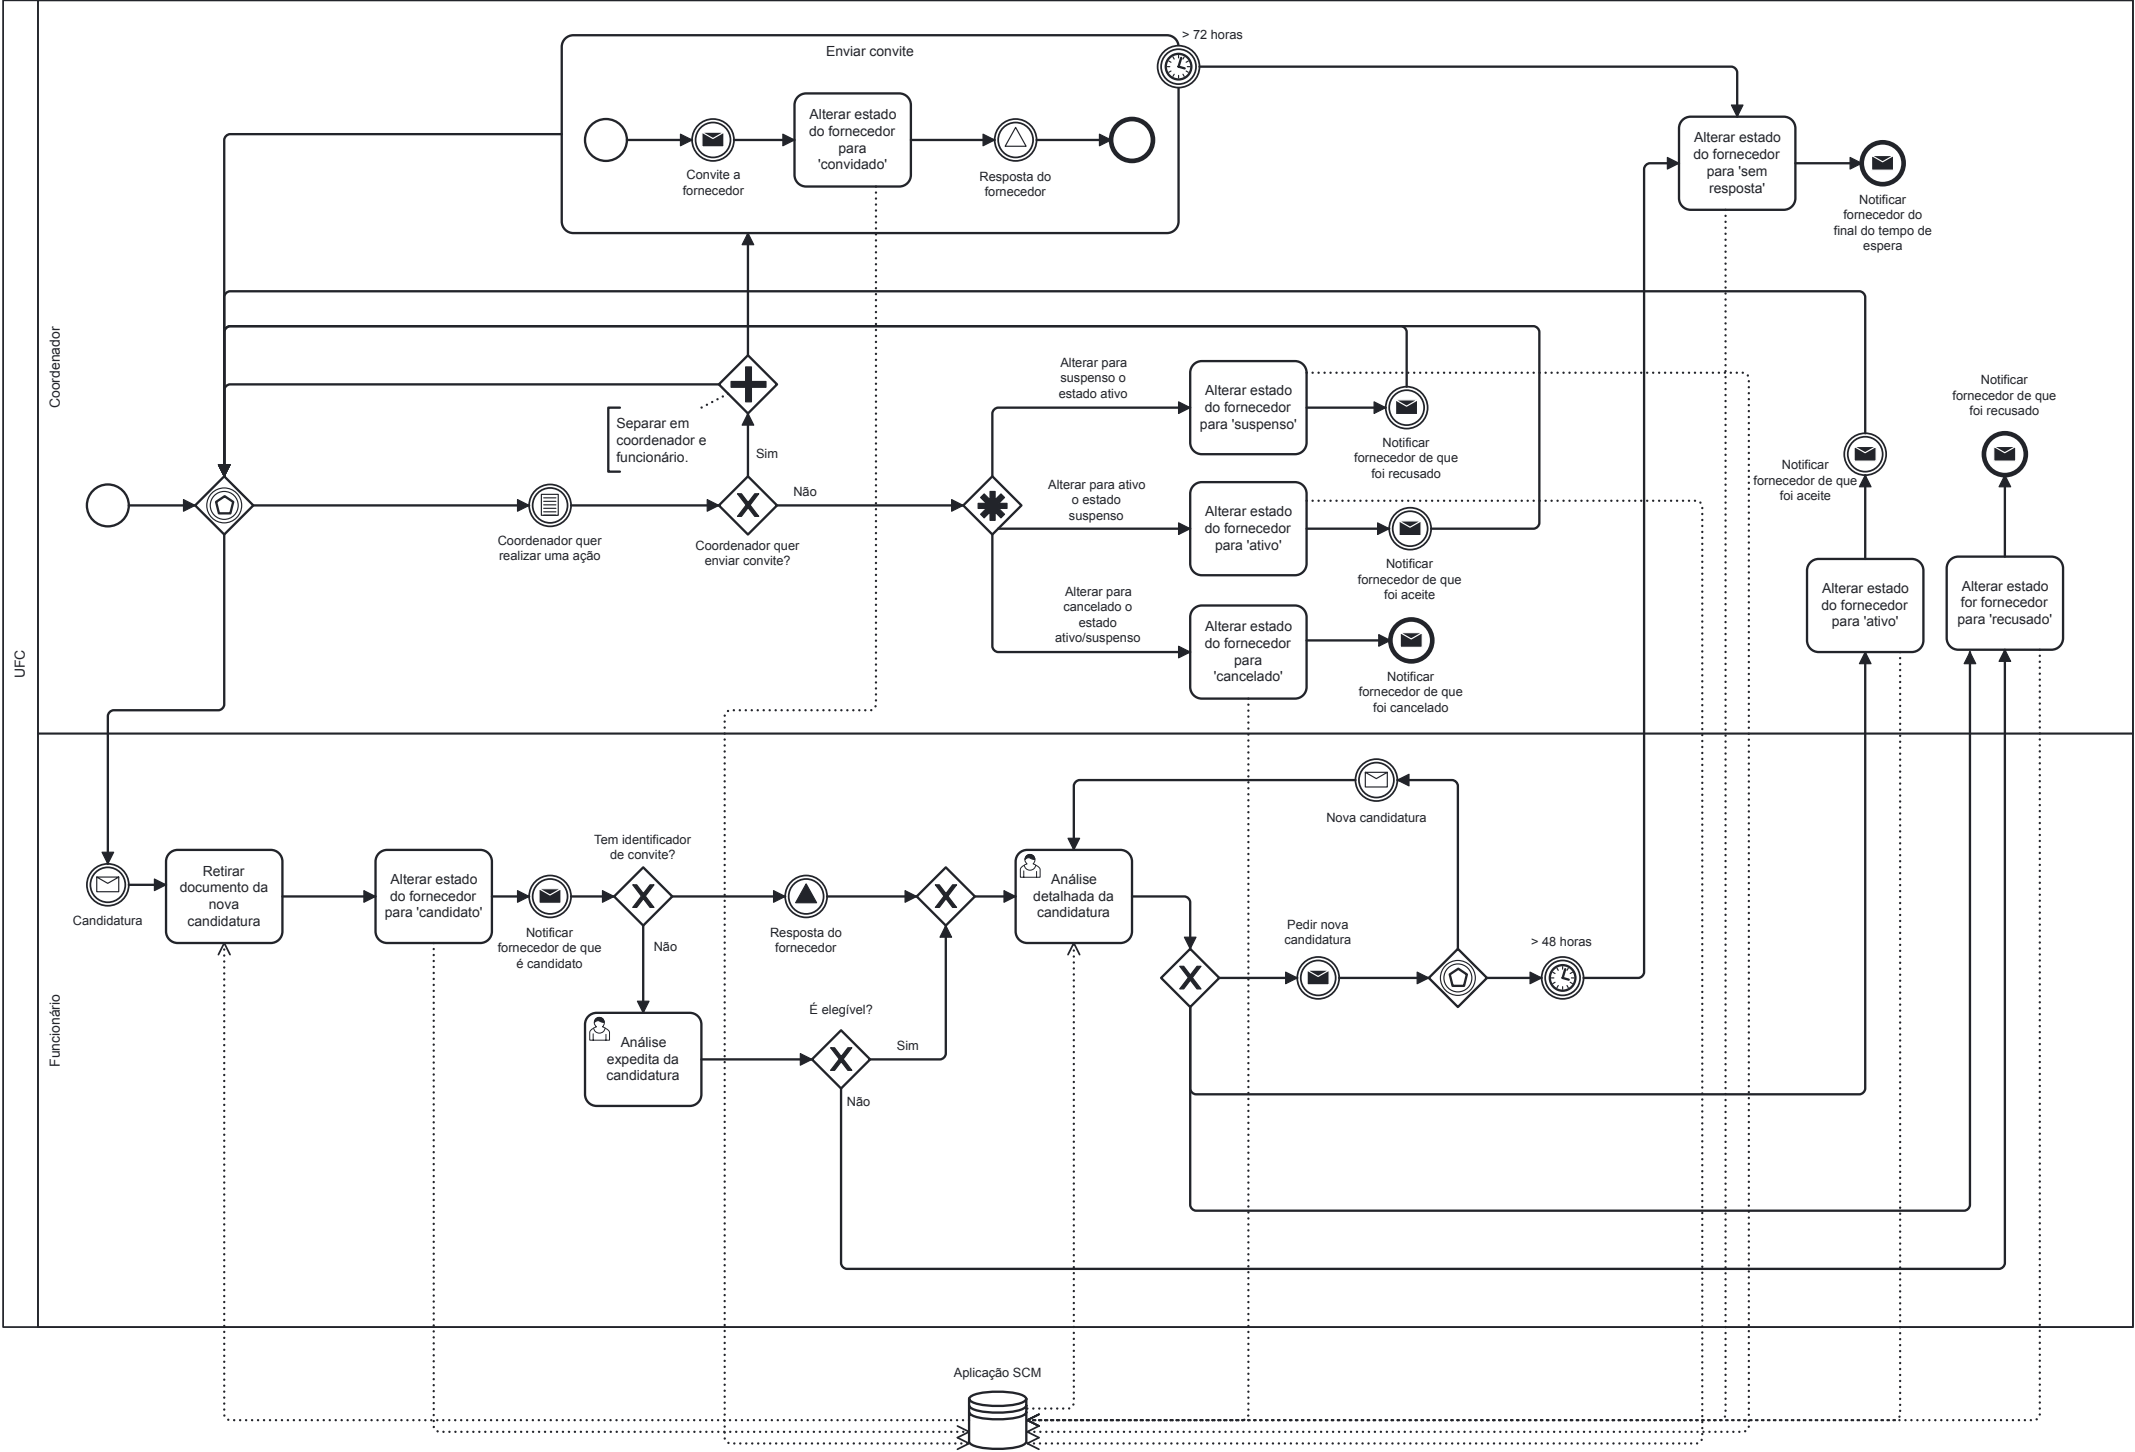 UFC
Coordenador
> 72 horas
Enviar convite
Convite a
fornecedor
Alterar estado
do fornecedor
para
'convidado'
Resposta do
fornecedor
Alterar estado
do fornecedor
para 'sem
resposta'
Notificar
fornecedor do
final do tempo de
espera
Separar em
coordenador e
funcionário.
Sim
Coordenador quer
realizar uma ação
Coordenador quer
enviar convite?
Não
Alterar para
suspenso o
estado ativo
Alterar estado
do fornecedor
para 'suspenso'
Notificar
fornecedor de que
foi recusado
Alterar para ativo
o estado
suspenso
Alterar estado
do fornecedor
para 'ativo'
Notificar
fornecedor de que
foi aceite
Alterar para
cancelado o
estado
ativo/suspenso
Alterar estado
do fornecedor
para
'cancelado'
Notificar
fornecedor de que
foi cancelado
Notificar
fornecedor de que
foi aceite
Notificar
fornecedor de que
foi recusado
Alterar estado
do fornecedor
para 'ativo'
Alterar estado
for fornecedor
para 'recusado'
Funcionário
Candidatura
Retirar
documento da
nova
candidatura
Alterar estado
do fornecedor
para 'candidato'
Notificar
fornecedor de que
é candidato
Tem identificador
de convite?
Não
Resposta do
fornecedor
Análise
expedita da
candidatura
É elegível?
Sim
Não
Análise
detalhada da
candidatura
Nova candidatura
Pedir nova
candidatura
> 48 horas
Aplicação SCM